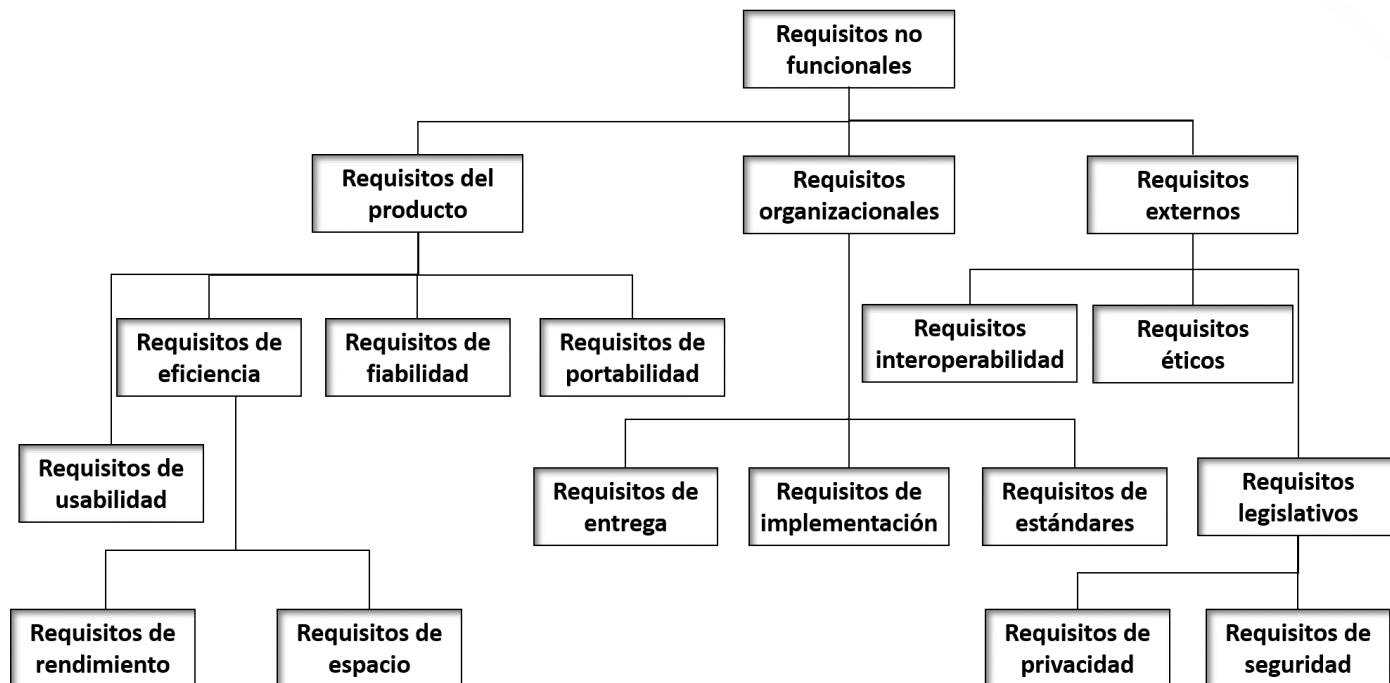 Requisitos no
funcionales
Requisitos del
producto
Requisitos
organizacionales
Requisitos
externos
Requisitos de
eficiencia
Requisitos de
fiabilidad
Requisitos de
portabilidad
Requisitos
interoperabilidad
Requisitos
éticos
Requisitos de
usabilidad
Requisitos de
entrega
Requisitos de
implementación
Requisitos de
estándares
Requisitos
legislativos
Requisitos de
rendimiento
Requisitos de
espacio
Requisitos de
privacidad
Requisitos de
seguridad